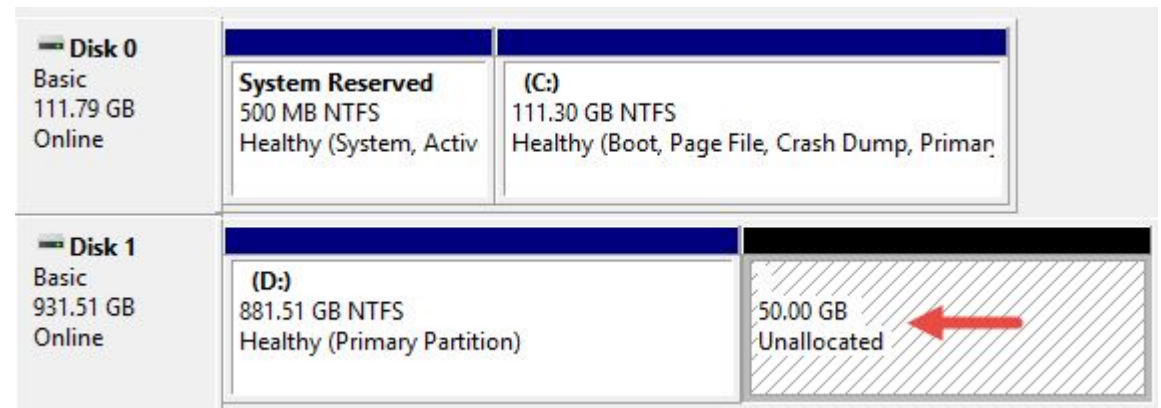 Disk 0
Basic
111.79 GB
Online
System Reserved
500 MB NTFS
Healthy (System, Activ
(C:)
111.30 GB NTFS
Healthy (Boot, Page File, Crash Dump, Primar
Disk 1
Basic
931.51 GB
Online
(D:)
881.51 GB NTFS
Healthy (Primary Partition)
50.00 GB
Unallocated